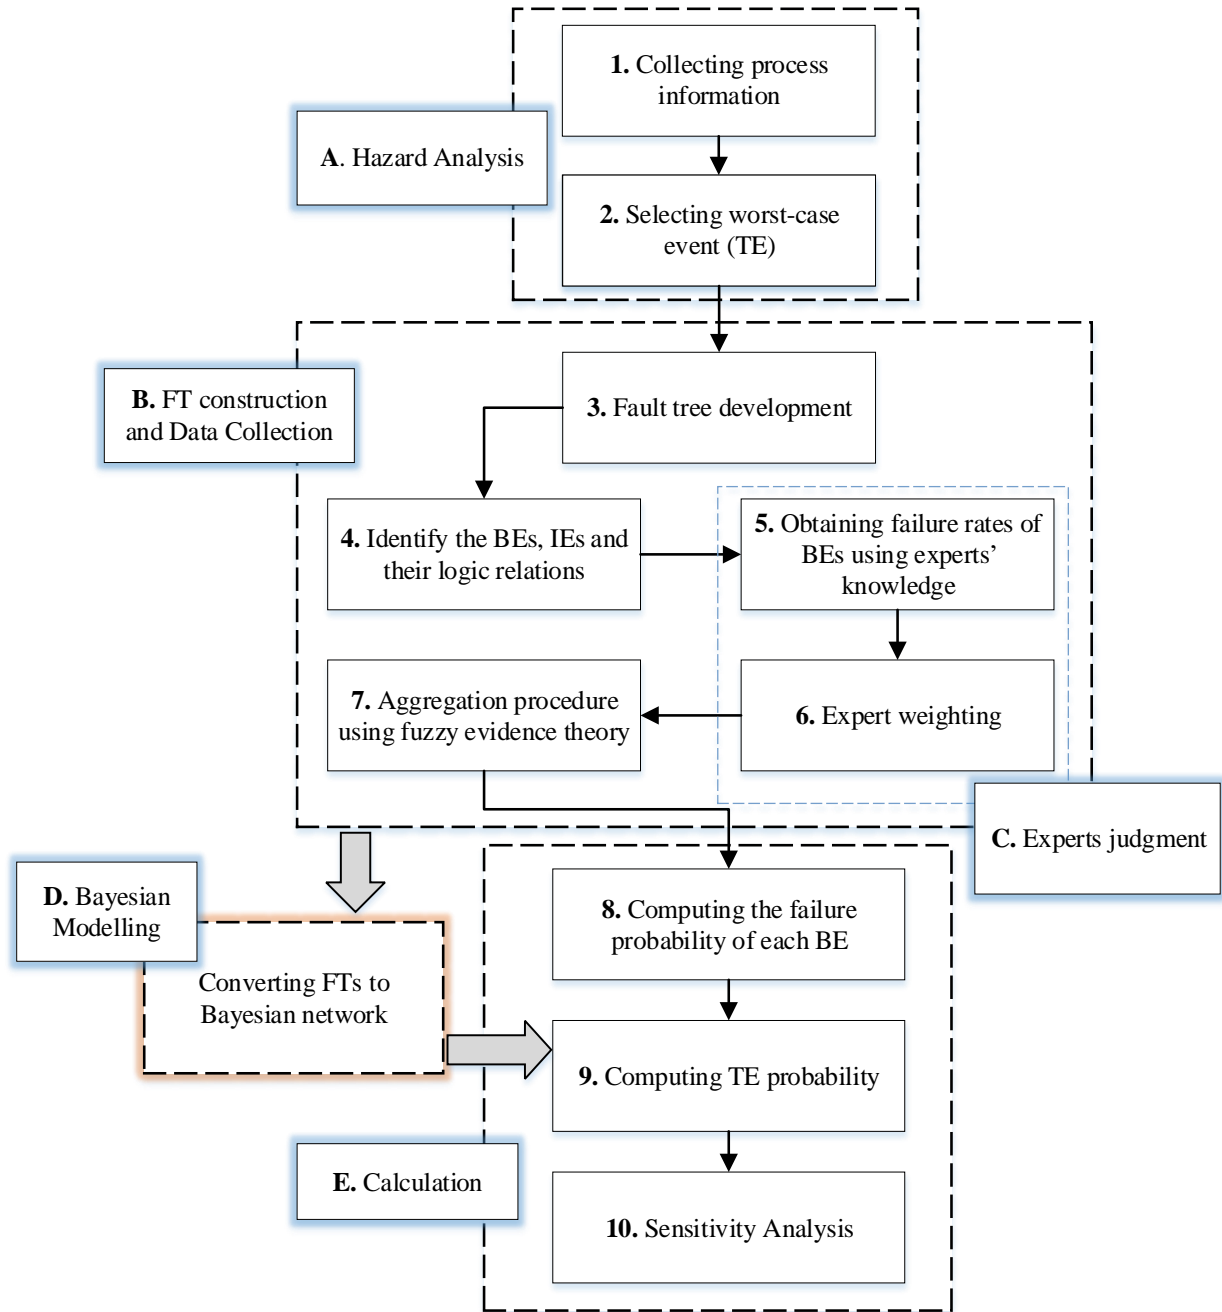 1. Collecting process
information
A. Hazard Analysis
2. Selecting worst-case
event (TE)
B. FT construction
and Data Collection
3. Fault tree development
4. Identify the BEs, IEs and
their logic relations
5. Obtaining failure rates of
BEs using experts’
knowledge
7. Aggregation procedure
using fuzzy evidence theory
6. Expert weighting
C. Experts judgment
D. Bayesian
Modelling
Converting FTs to
Bayesian network
8. Computing the failure
probability of each BE
9. Computing TE probability
E. Calculation
10. Sensitivity Analysis